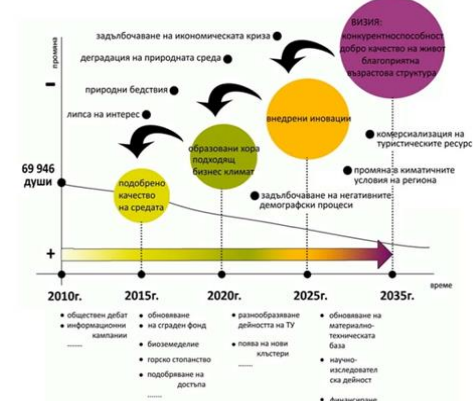 ВИЗИЯ:
конкурентноспособност
добро качество на живот
благоприятна
възрастова структура
задълбочаване на икономическата криза
деградация на природната среда
природни бедствия
липса на интерес
внедрени иновации
образовани хора
подходящ
бизнес климат
подобрено
качество
на средата
комерсиализация на
туристическите ресурс
промяна в киматичните
условия на региона
задълбочаване на негативните
демографски процеси
промяна
−
69 946
души
+
време
2010г. 2015г. 2020г. 2025г. 2035г.
• обществен дебат
• информационни
кампании
......
• обновяване
• на сграден фонд
• биоземеделие
• горско стопанство
• подобряване на
достъпа
......
• разнообразяване
дейността на ТУ
• поява на нови
клъстери
......
• обновяване на
материално-
техническата
база
• научно-
изследовател
ска дейност
• финансиране